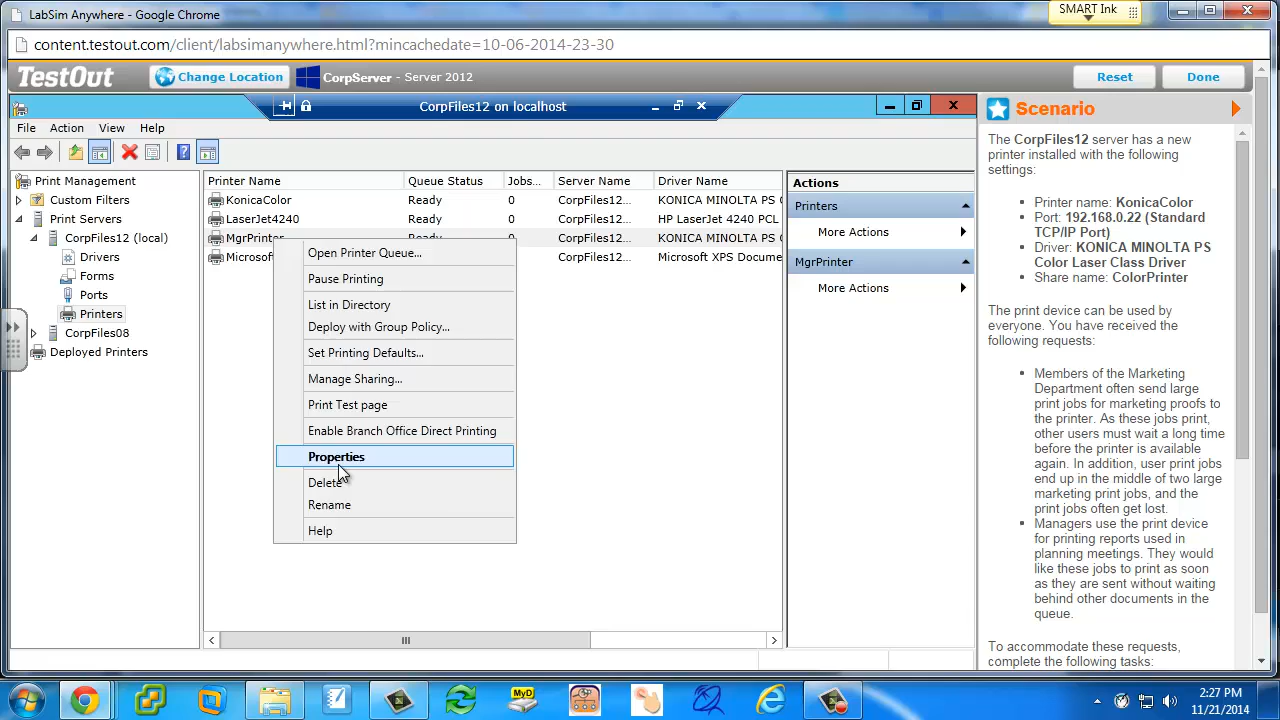 LabSim Anywhere - Google Chrome
SMART Ink
content.testout.com/client/labsimanywhere.html?mincachedate=10-06-2014-23-30
TestOut
Change Location
CorpServer - Server 2012
Reset
Done
CorpFiles12 on localhost
File Action View Help
Print Management
Custom Filters
Print Servers
CorpFiles12 (local)
Drivers
Forms
Ports
Printers
CorpFiles08
Deployed Printers
Printer Name Queue Status Jobs... Server Name Driver Name
KonicaColor Ready 0 CorpFiles12... KONICA MINOLTA PS C
LaserJet4240 Ready 0 CorpFiles12... HP LaserJet 4240 PCL
MgrPrinter Ready 0 CorpFiles12... KONICA MINOLTA PS C
Microsof CorpFiles12... Microsoft XPS Docume
Open Printer Queue...
Pause Printing
List in Directory
Deploy with Group Policy...
Set Printing Defaults...
Manage Sharing...
Print Test page
Enable Branch Office Direct Printing
Properties
Delete
Rename
Help
Actions
Printers
More Actions
MgrPrinter
More Actions
Scenario
The CorpFiles12 server has a new
printer installed with the following
settings:
Printer name: KonicaColor
Port: 192.168.0.22 (Standard
TCP/IP Port)
Driver: KONICA MINOLTA PS
Color Laser Class Driver
Share name: ColorPrinter
The print device can be used by
everyone. You have received the
following requests:
Members of the Marketing
Department often send large
print jobs for marketing proofs to
the printer. As these jobs print,
other users must wait a long time
before the printer is available
again. In addition, user print jobs
end up in the middle of two large
marketing print jobs, and the
print jobs often get lost.
Managers use the print device
for printing reports used in
planning meetings. They would
like these jobs to print as soon
as they are sent without waiting
behind other documents in the
queue.
To accommodate these requests,
complete the following tasks:
MyD
2:27 PM
11/21/2014